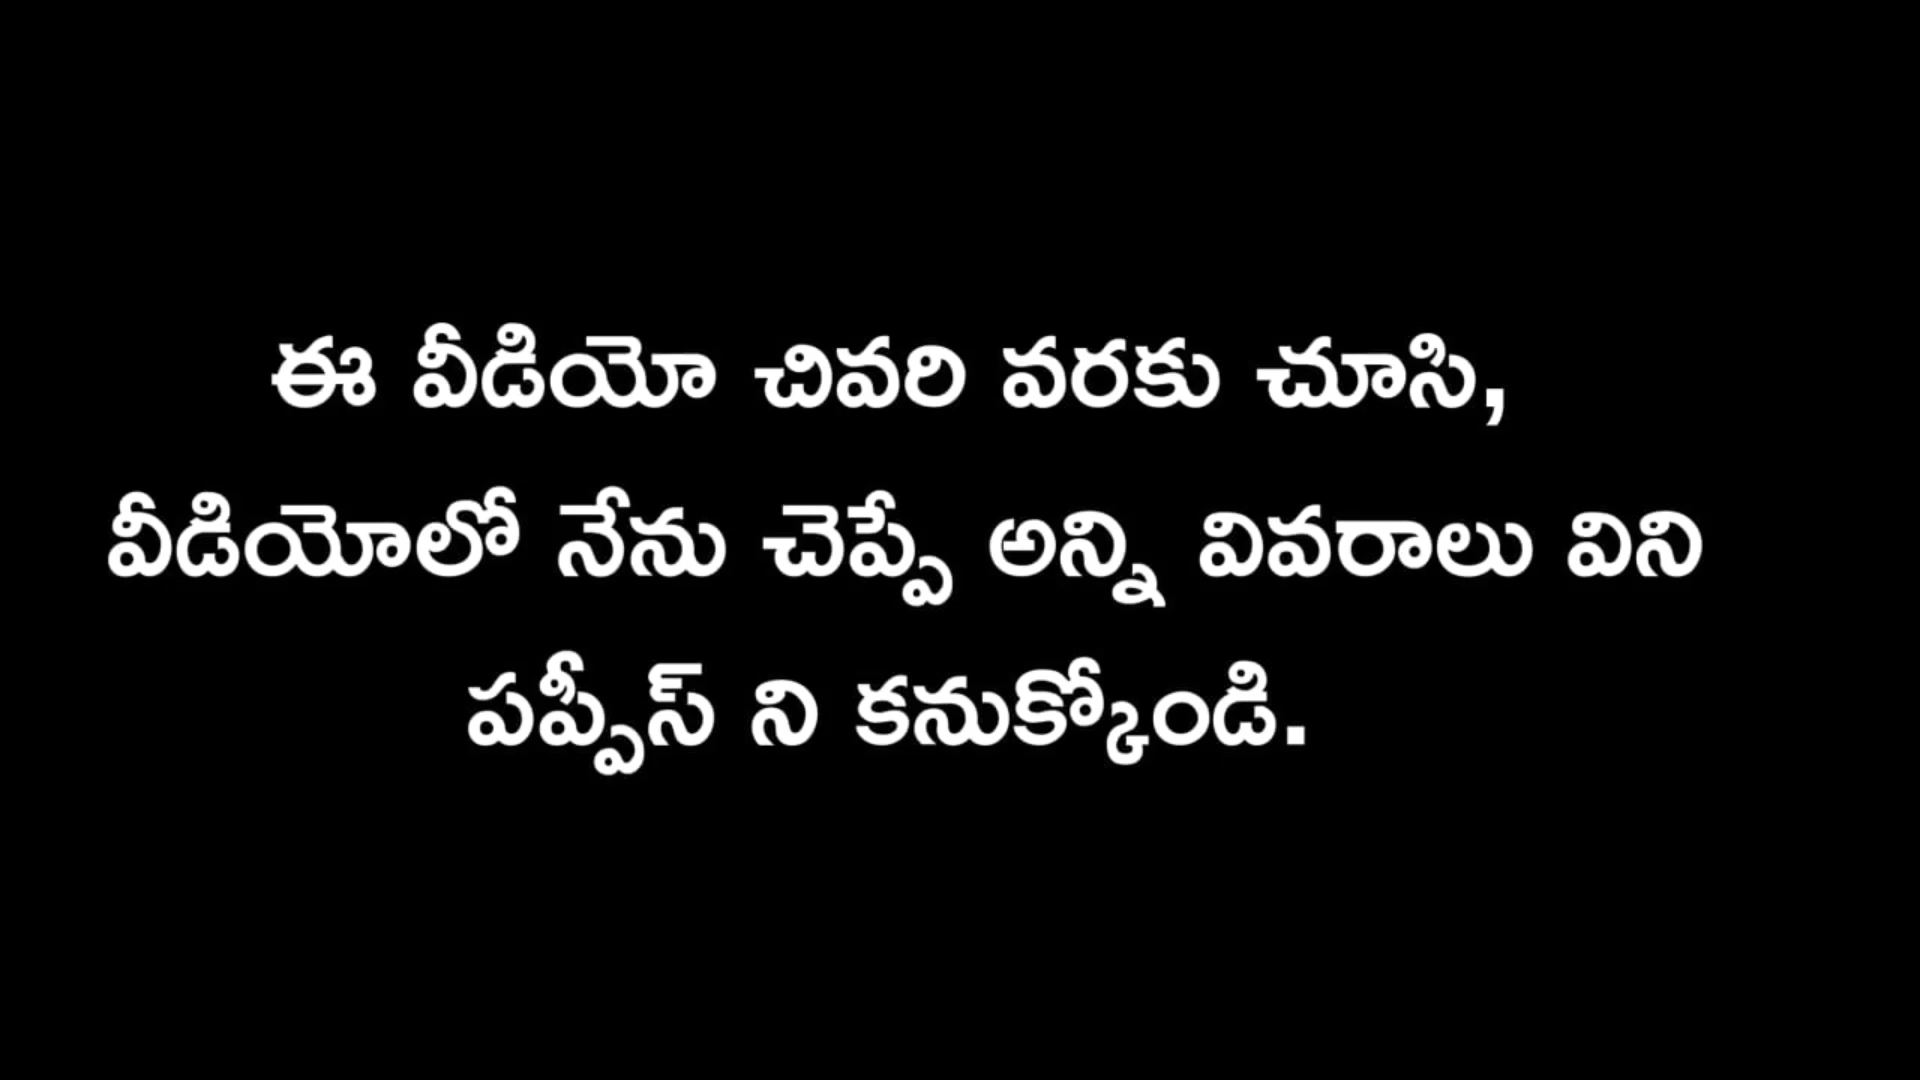 ఈ వీడియో చివరి వరకు చూసి,
వీడియోలో నేను చెప్పే అన్ని వివరాలు విని
పప్పీస్ ని కనుక్కోండి.